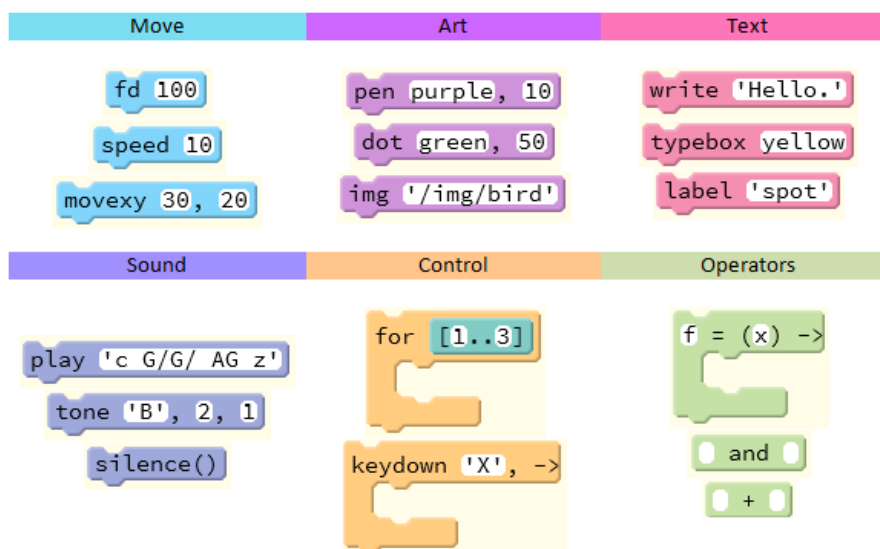 Move
Art
Text
fd 100
speed 10
movexy 30, 20
pen purple, 10
dot green, 50
img '/img/bird'
write 'Hello.'
typebox yellow
label 'spot'
Sound
Control
Operators
play 'c G/G/ AG z'
tone 'B', 2, 1
silence()
for [1..3]
keydown 'X', ->
f = (x) ->
and
+